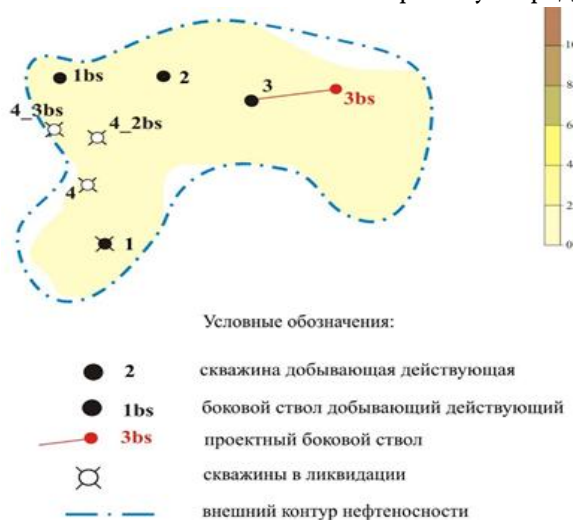 1bs
2
3
3bs
4_3bs
4_2bs
4
1
10
8
6
4
2
0
Условные обозначения:
2 скважина добывающая действующая
1bs боковой ствол добывающий действующий
3bs проектный боковой ствол
скважины в ликвидации
внешний контур нефтеносности